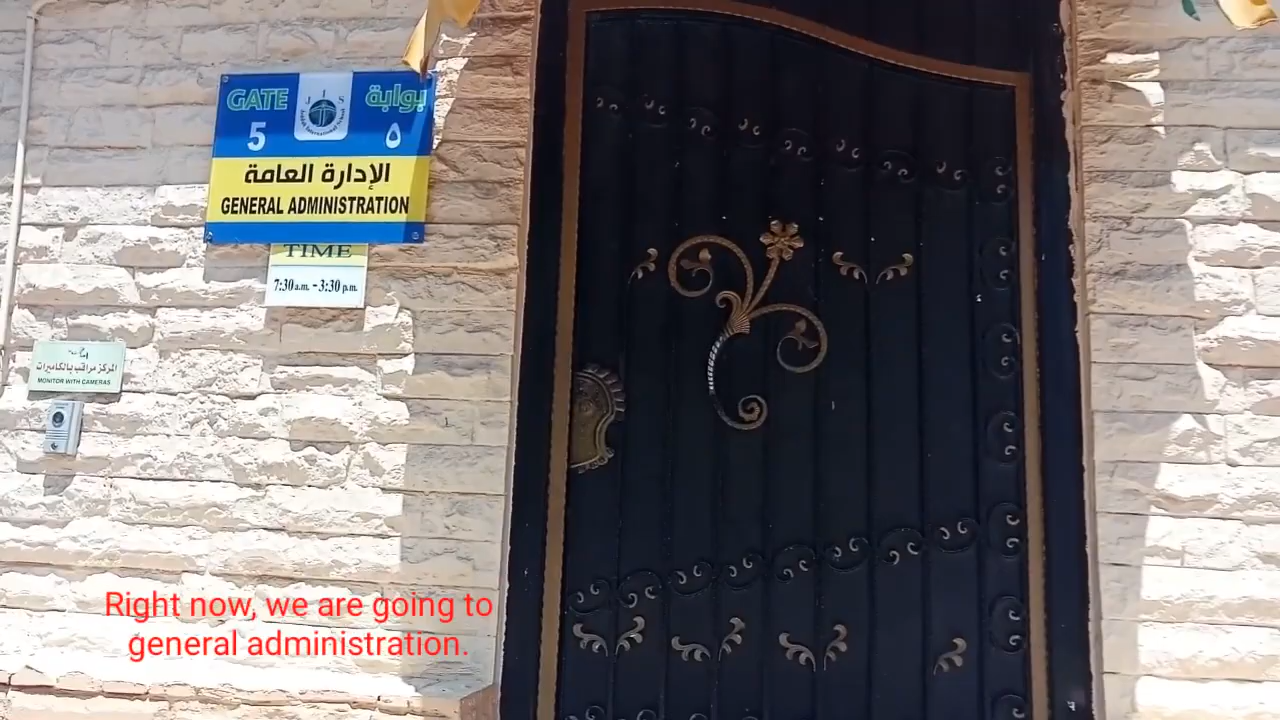 GATE
بوابة
J I S
5
٥
الإدارة العامة
GENERAL ADMINISTRATION
TIME
7:30 a.m. - 3:30 p.m.
المركز مراقب بالكاميرات
MONITOR WITH CAMERAS
Right now, we are going to
general administration.